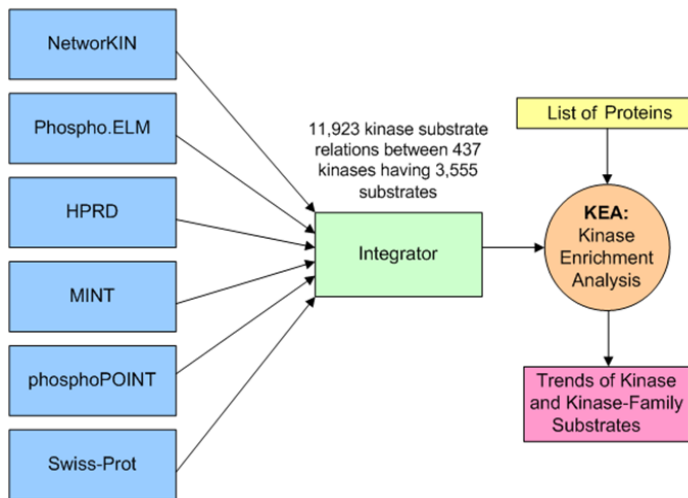 NetworKIN
Phospho.ELM
HPRD
MINT
phosphoPOINT
Swiss-Prot
11,923 kinase substrate
relations between 437
kinases having 3,555
substrates
Integrator
List of Proteins
KEA:
Kinase
Enrichment
Analysis
Trends of Kinase
and Kinase-Family
Substrates